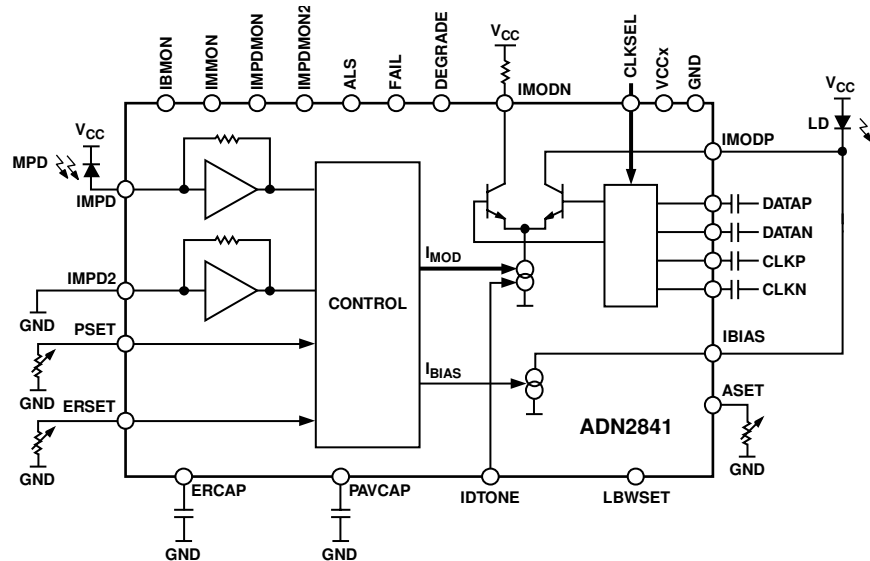 IBMON
IMMON
IMPDMON
IMPDMON2
ALS
FAIL
DEGRADE
VCC
IMODN
CLKSEL
VCCx
GND
VCC
LD
IMODP
VCC
MPD
IMPD
DATAP
DATAN
CLKP
CLKN
IMOD
IMPD2
GND
CONTROL
PSET
GND
IBIAS
IBIAS
ASET
ERSET
GND
ADN2841
GND
ERCAP
PAVCAP
IDTONE
LBWSET
GND
GND